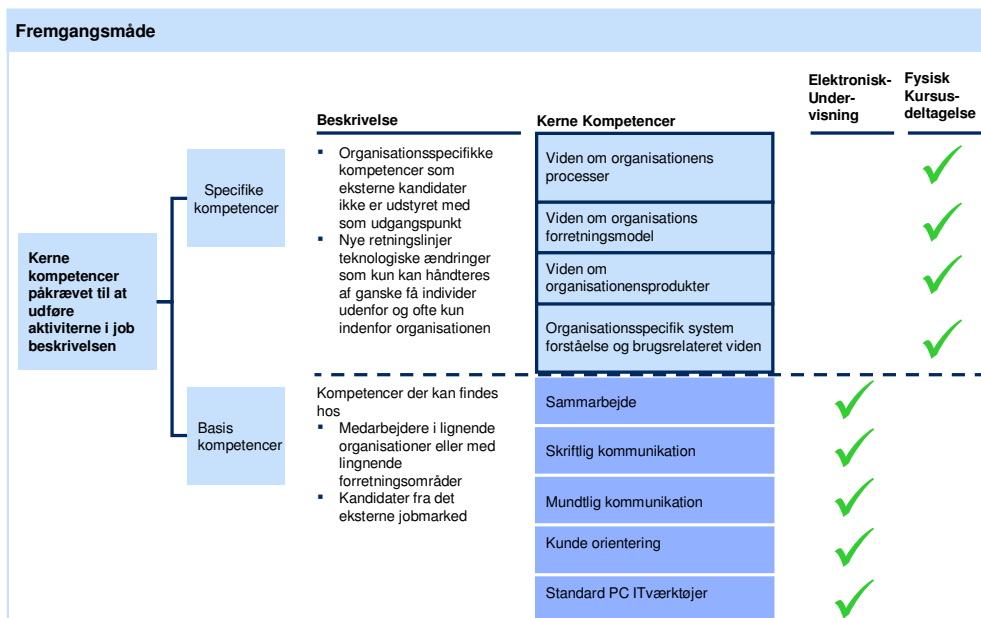 Fremgangsmåde
Elektronisk-
Under-
visning
Fysisk
Kursus-
deltagelse
Beskrivelse
Kerne Kompetencer
Kerne
kompetencer
påkrævet til at
udføre
aktiviterne i job
beskrivelsen
Specifike
kompetencer
▪ Organisationsspecifikke
kompetencer som
eksterne kandidater
ikke er udstyret med
som udgangspunkt
▪ Nye retningslinjer
teknologiske ændringer
som kun kan håndteres
af ganske få individer
udenfor og ofte kun
indenfor organisationen
Viden om organisationens
processer
Viden om organisations
forretningsmodel
Viden om
organisationensprodukter
Organisationsspecifik system
forståelse og brugsrelateret viden
Basis
kompetencer
Kompetencer der kan findes
hos
▪ Medarbejdere i lignende
organisationer eller med
lingnende
forretningsområder
▪ Kandidater fra det
eksterne jobmarked
Sammarbejde
Skriftlig kommunikation
Mundtlig kommunikation
Kunde orientering
Standard PC ITværktøjer